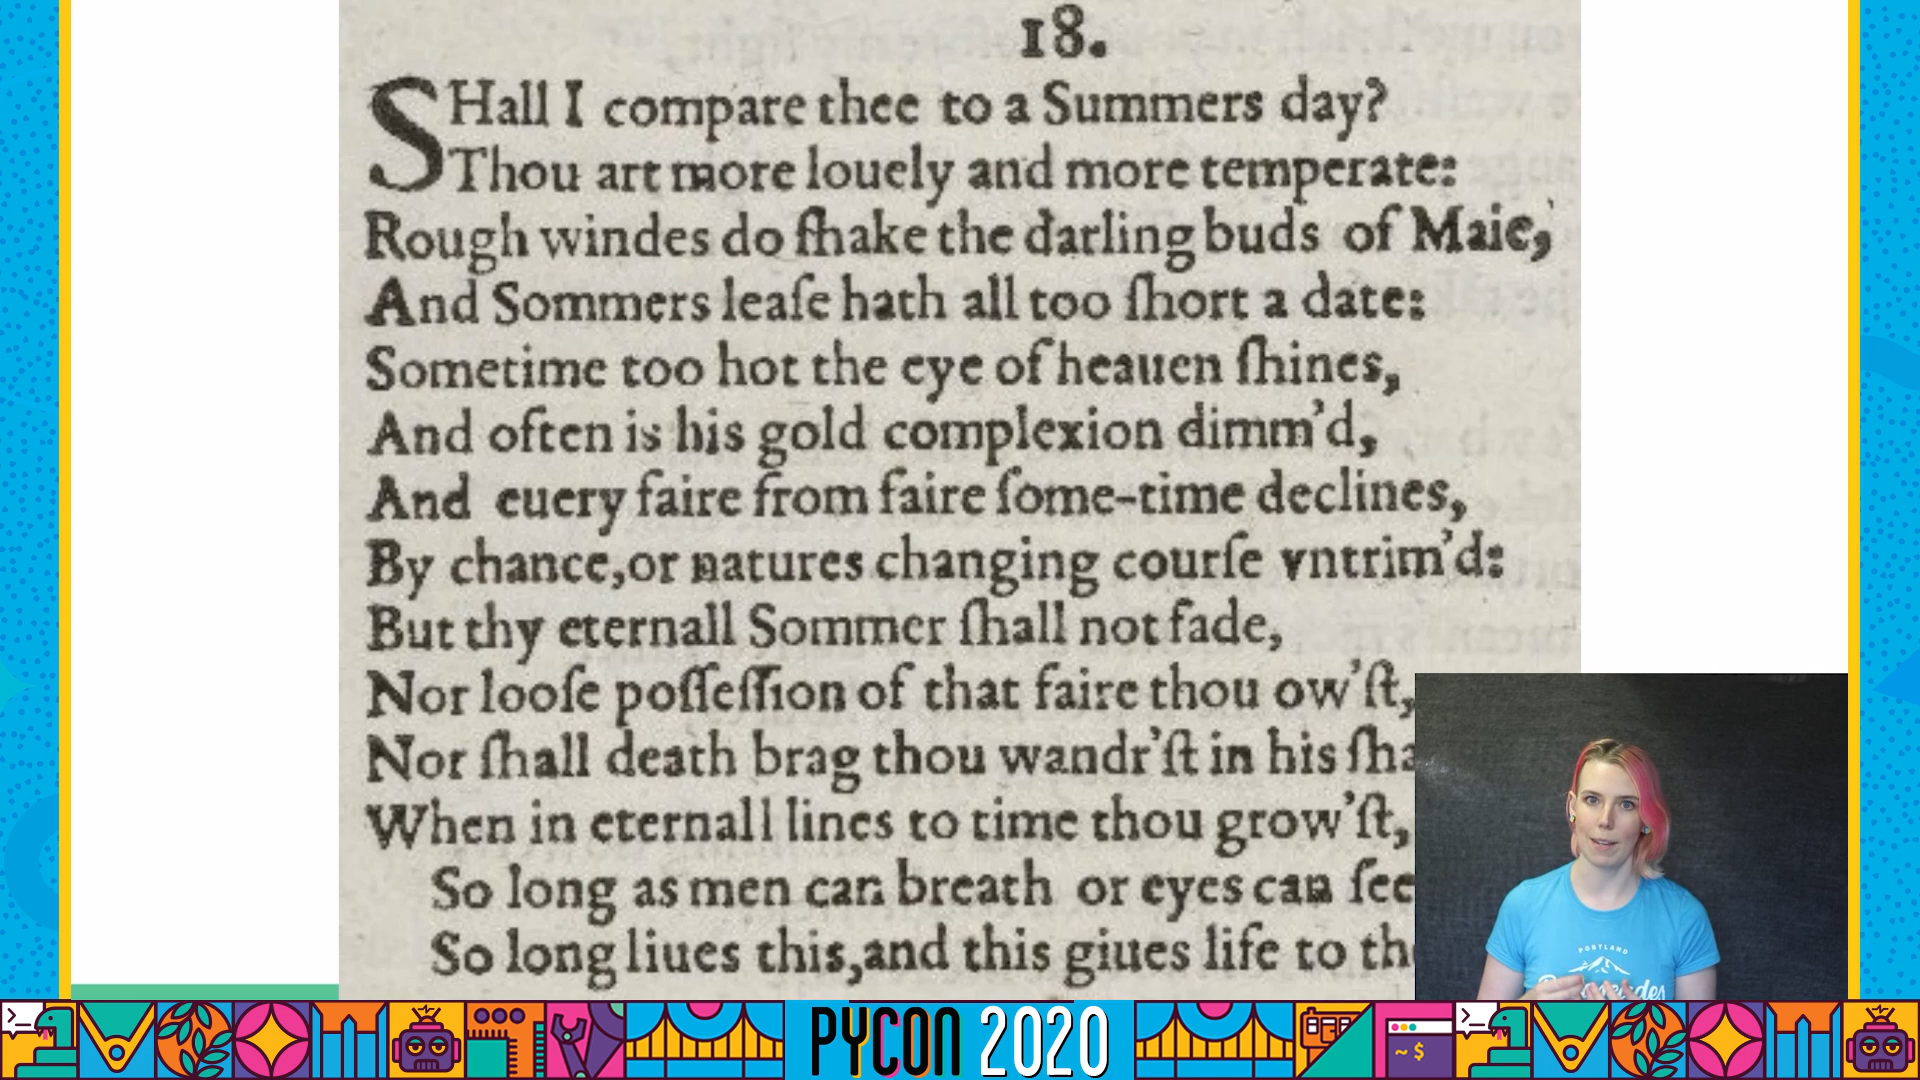 18.
SHall I compare thee to a Summers day?
Thou art more louely and more temperate:
Rough windes do ſhake the darling buds of Maie,
And Sommers leaſe hath all too ſhort a date:
Sometime too hot the eye of heauen ſhines,
And often is his gold complexion dimm'd,
And euery faire from faire ſome-time declines,
By chance,or natures changing courſe vntrim'd:
But thy eternall Sommer ſhall not fade,
Nor looſe poſſeſſion of that faire thou ow'ſt,
Nor ſhall death brag thou wandr'ſt in his ſha
When in eternall lines to time thou grow'ſt,
So long as men can breath or eyes can ſee
So long liues this,and this giues life to th
PORTLAND
>_
~ $
>_
PYCON 2020